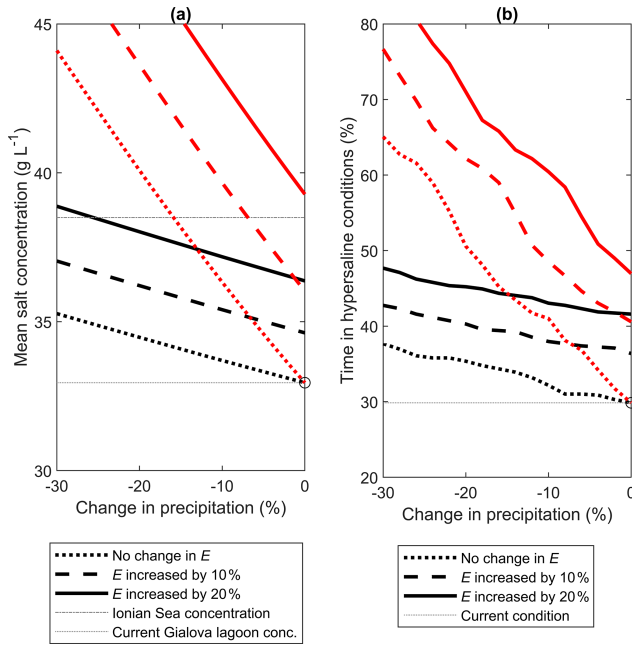 (a)
45
40
35
30
Mean salt concentration (g L⁻¹)
-30
-20
-10
0
Change in precipitation (%)
No change in E
E increased by 10%
E increased by 20%
Ionian Sea concentration
Current Gialova lagoon conc.
(b)
80
70
60
50
40
30
20
Time in hypersaline conditions (%)
-30
-20
-10
0
Change in precipitation (%)
No change in E
E increased by 10%
E increased by 20%
Current condition